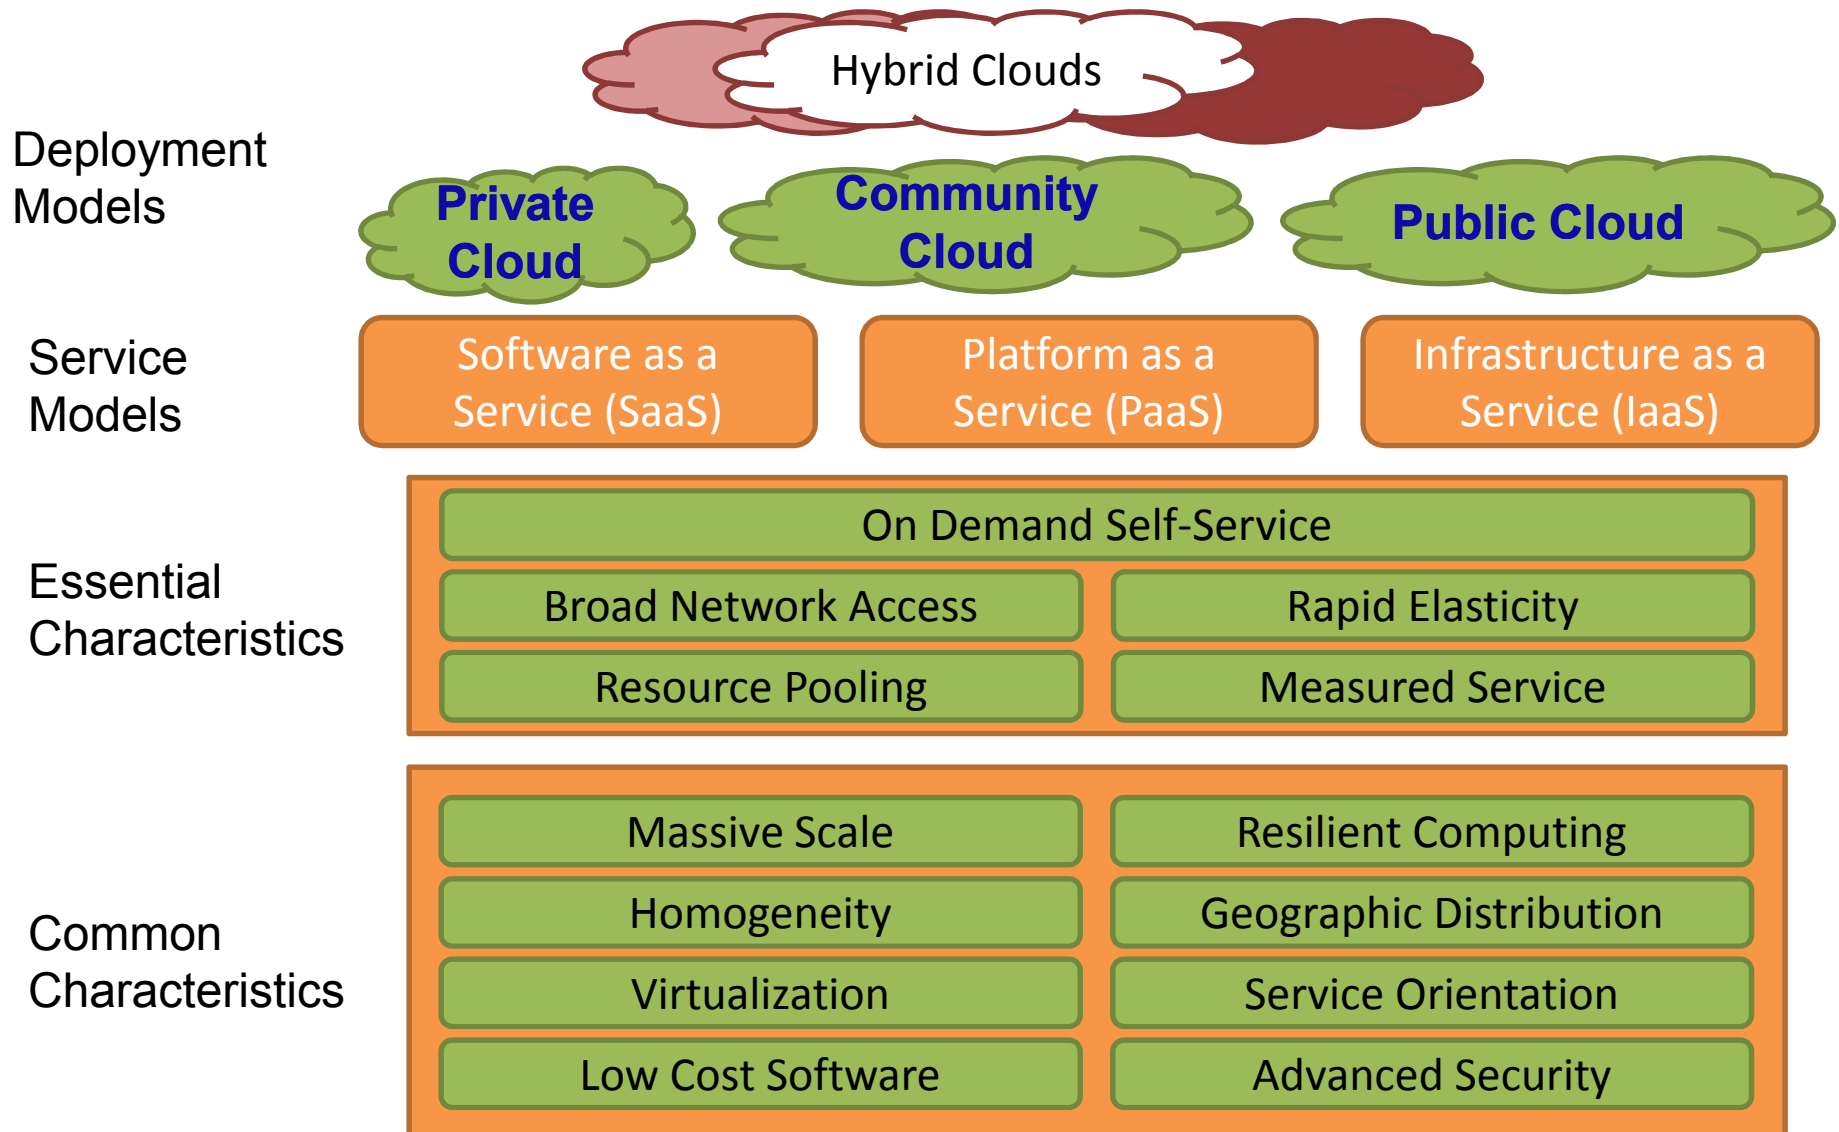 Hybrid Clouds
Deployment
Models
Private
Cloud
Community
Cloud
Public Cloud
Service
Models
Software as a
Service (SaaS)
Platform as a
Service (PaaS)
Infrastructure as a
Service (IaaS)
Essential
Characteristics
On Demand Self-Service
Broad Network Access
Rapid Elasticity
Resource Pooling
Measured Service
Common
Characteristics
Massive Scale
Resilient Computing
Homogeneity
Geographic Distribution
Virtualization
Service Orientation
Low Cost Software
Advanced Security